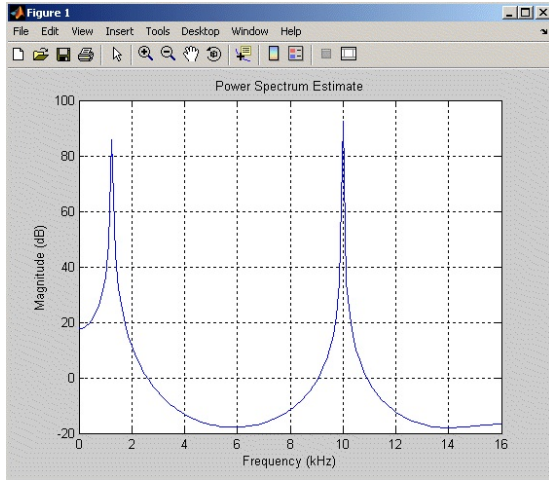 Figure 1
File Edit View Insert Tools Desktop Window Help
Power Spectrum Estimate
100
80
60
40
20
0
-20
Magnitude (dB)
0 2 4 6 8 10 12 14 16
Frequency (kHz)